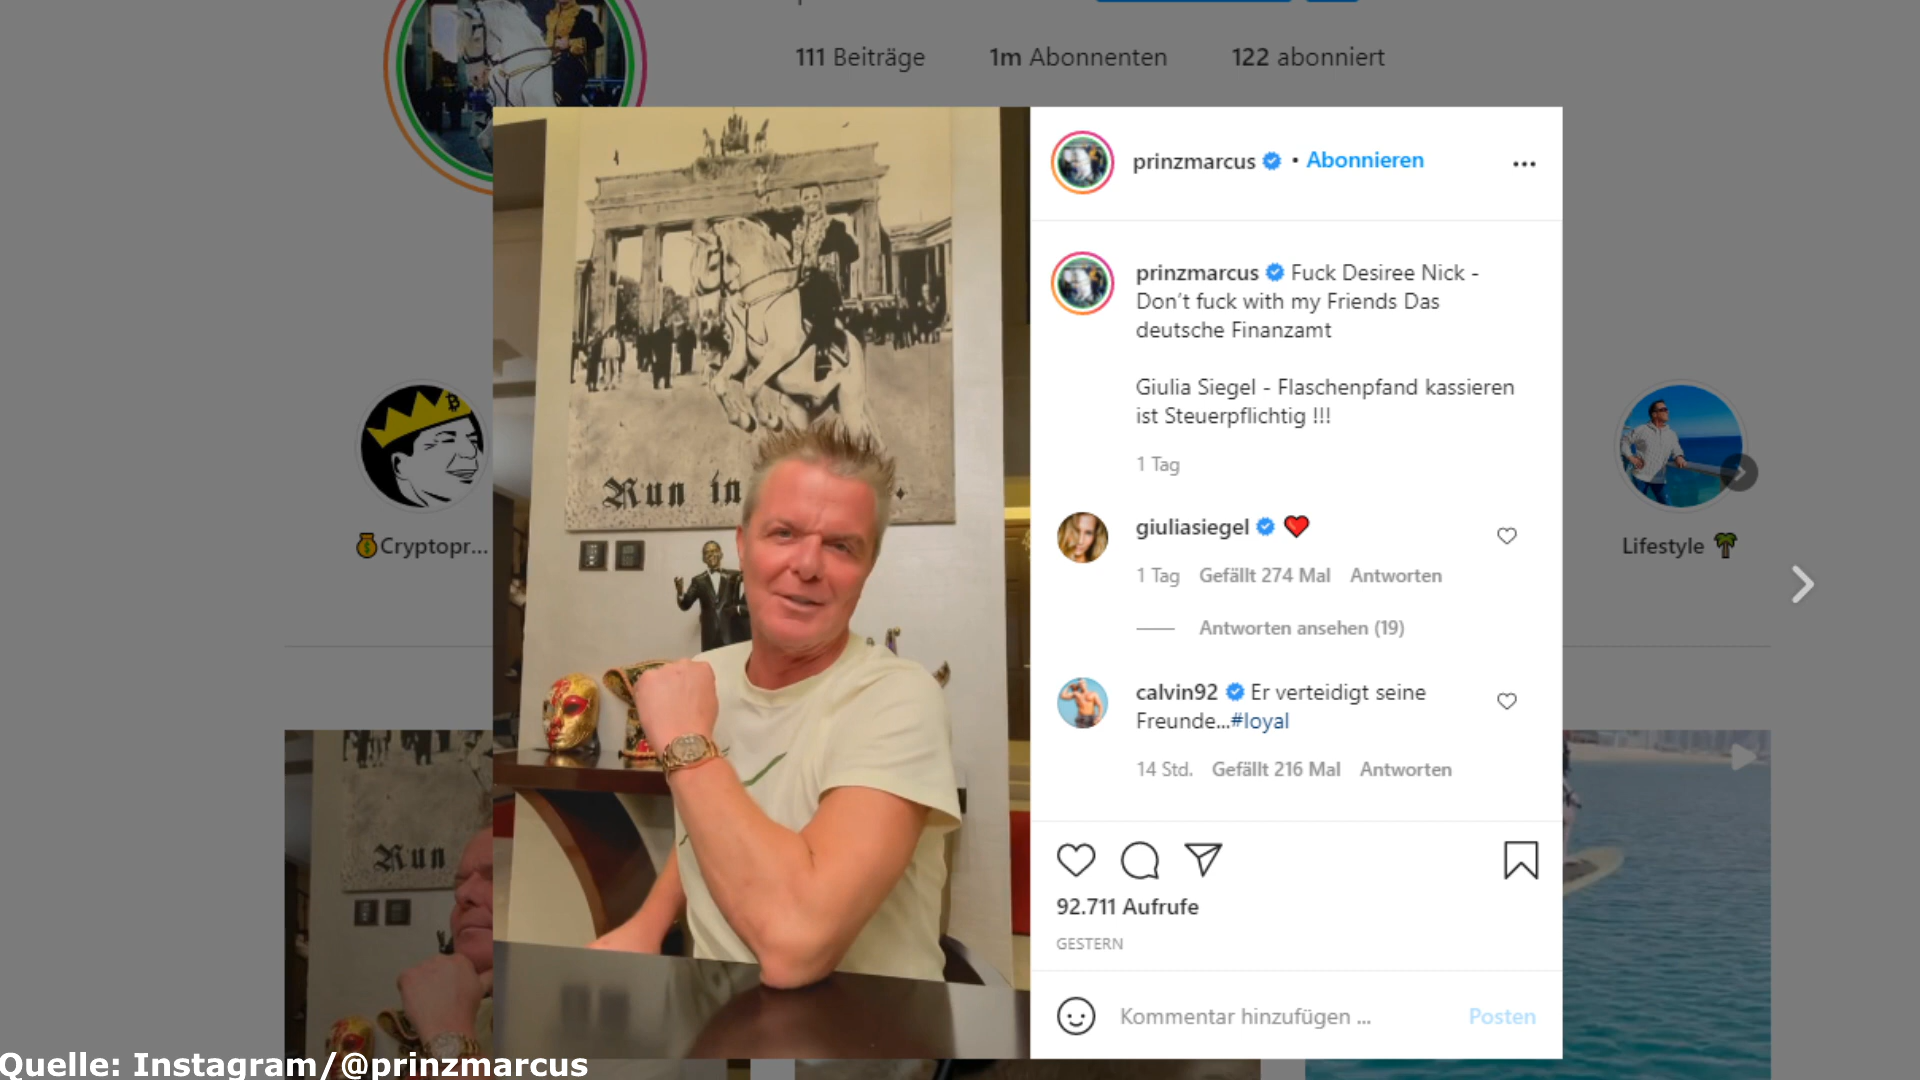 111 Beiträge 1m Abonnenten 122 abonniert
prinzmarcus • Abonnieren
prinzmarcus Fuck Desiree Nick -
Don't fuck with my Friends Das
deutsche Finanzamt
Giulia Siegel - Flaschenpfand kassieren
ist Steuerpflichtig !!!
1 Tag
giuliasiegel ❤️
1 Tag Gefällt 274 Mal Antworten
Antworten ansehen (19)
calvin92 Er verteidigt seine
Freunde...#loyal
14 Std. Gefällt 216 Mal Antworten
92.711 Aufrufe
GESTERN
Kommentar hinzufügen ... Posten
Run in
Cryptopr...
Lifestyle 🌴
Run
Quelle: Instagram/@prinzmarcus